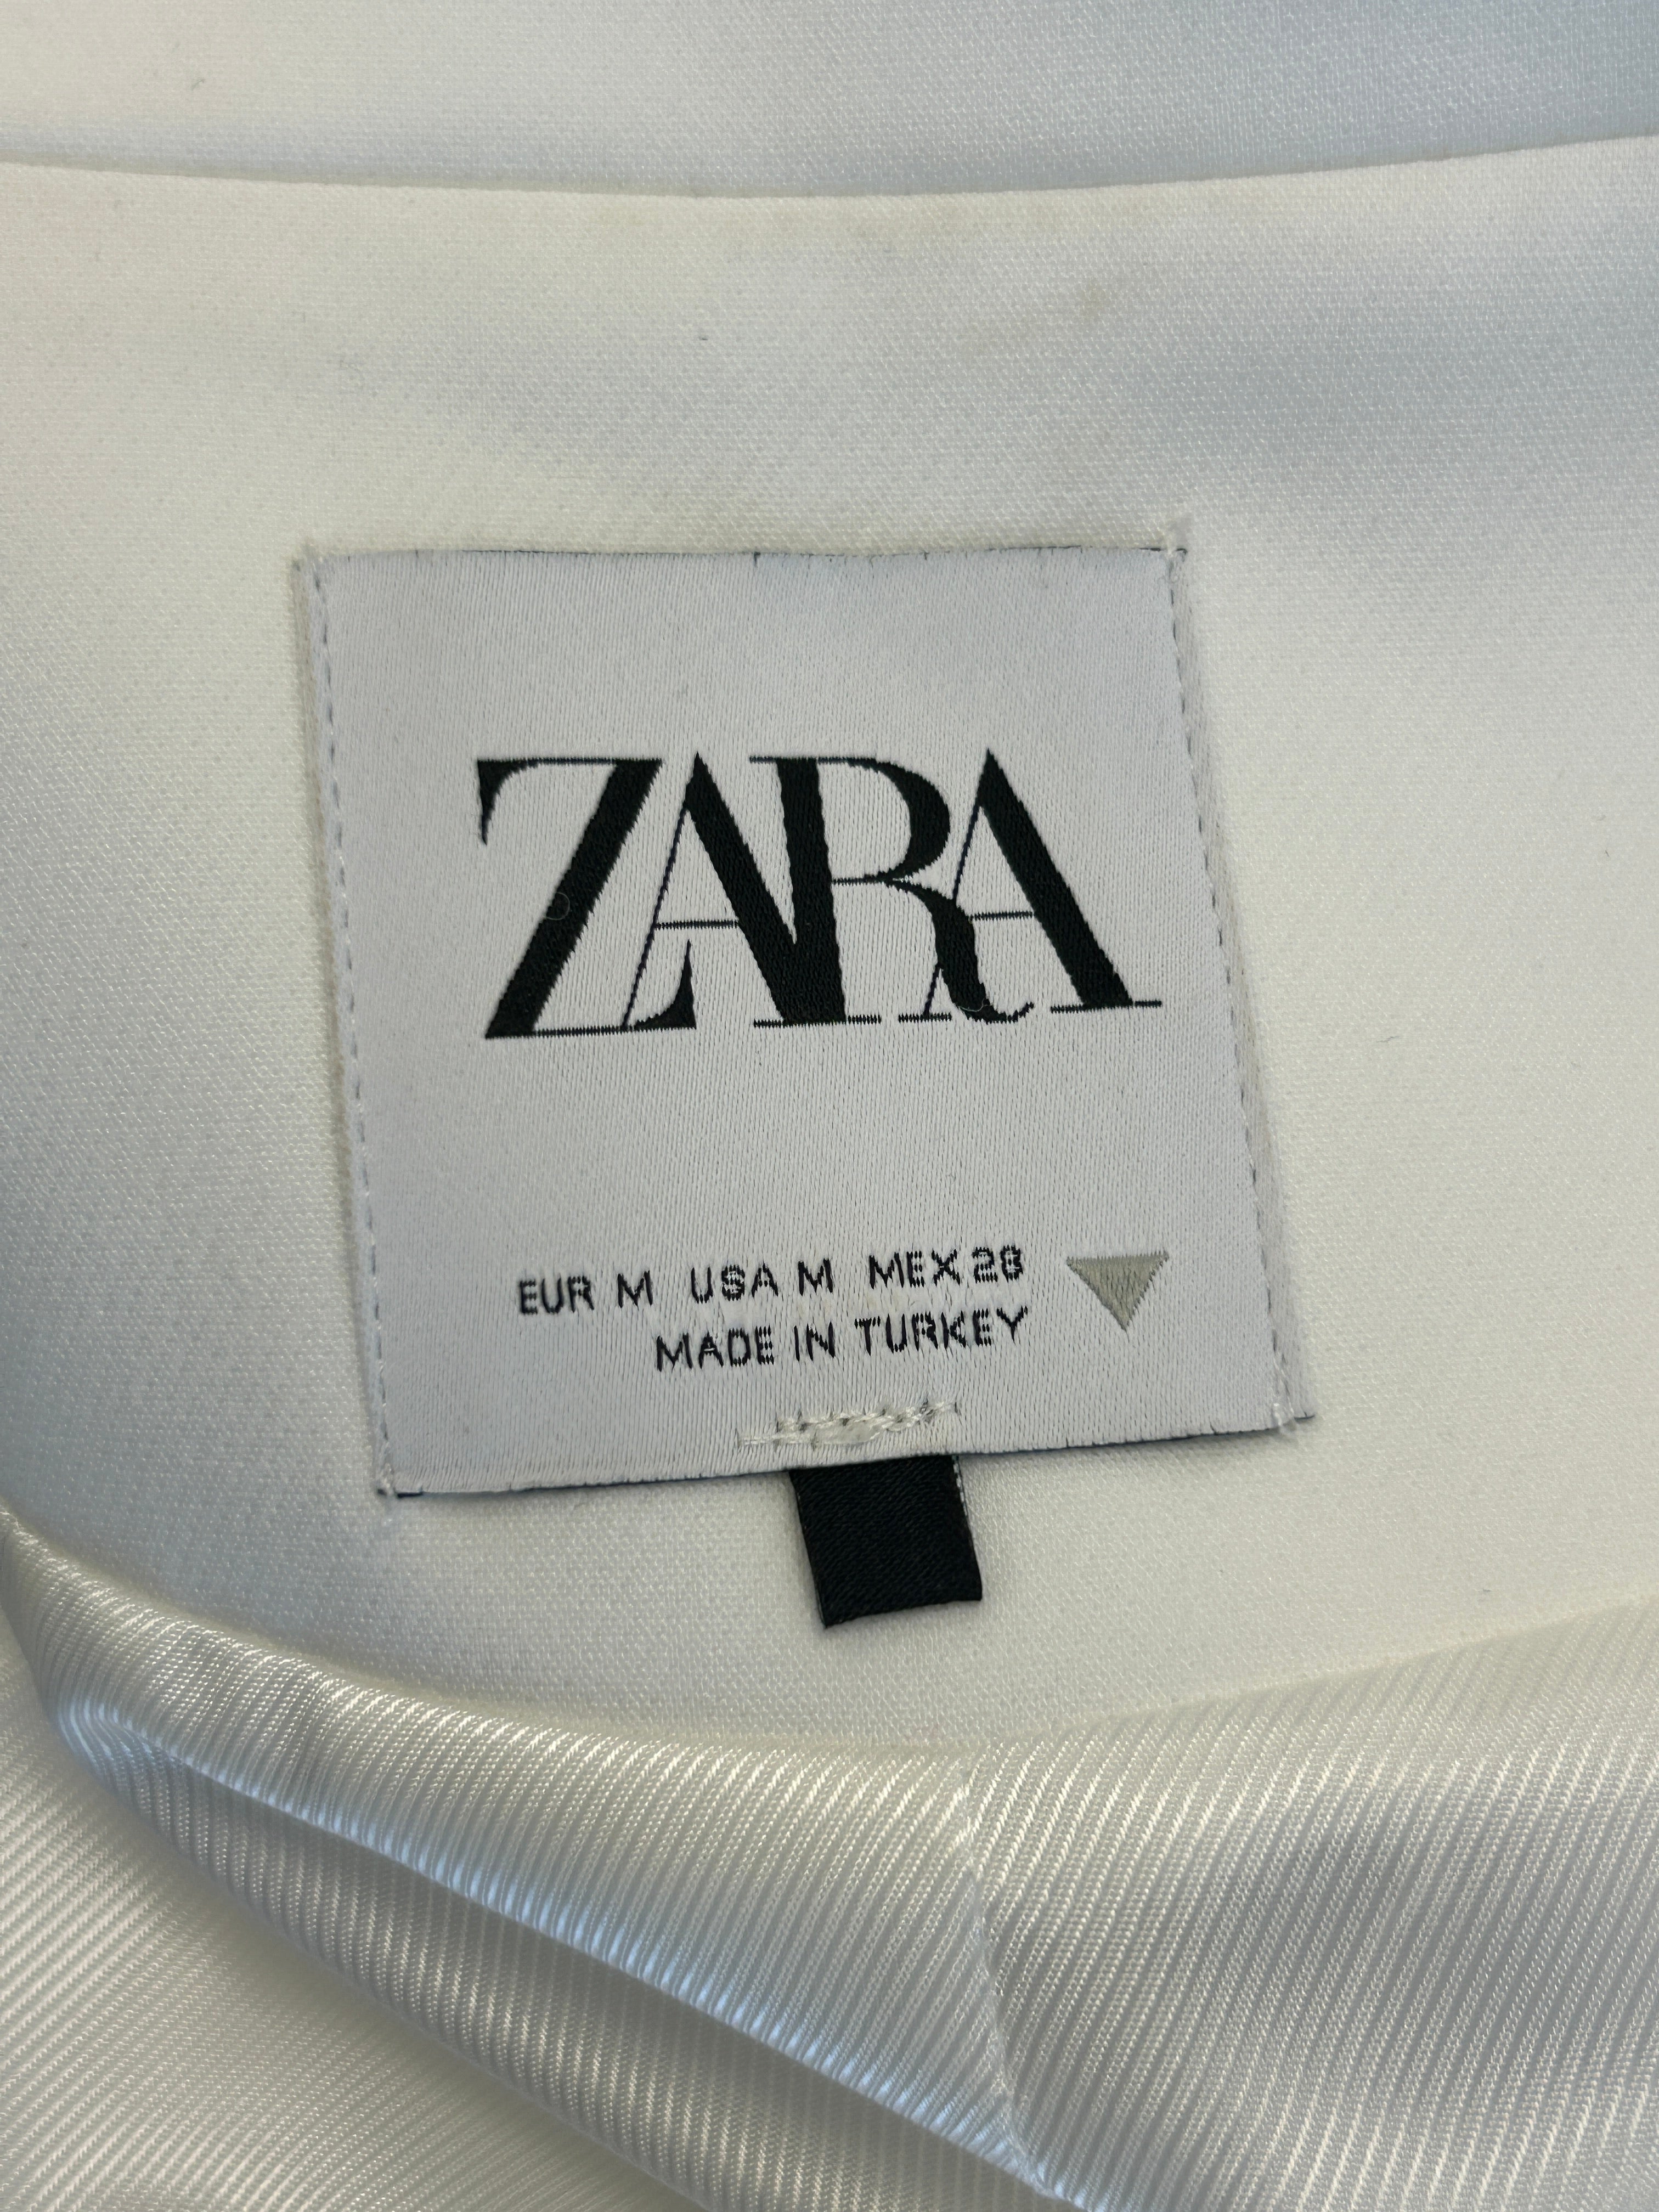 ZARA
EUR M USA M MEX 28
MADE IN TURKEY